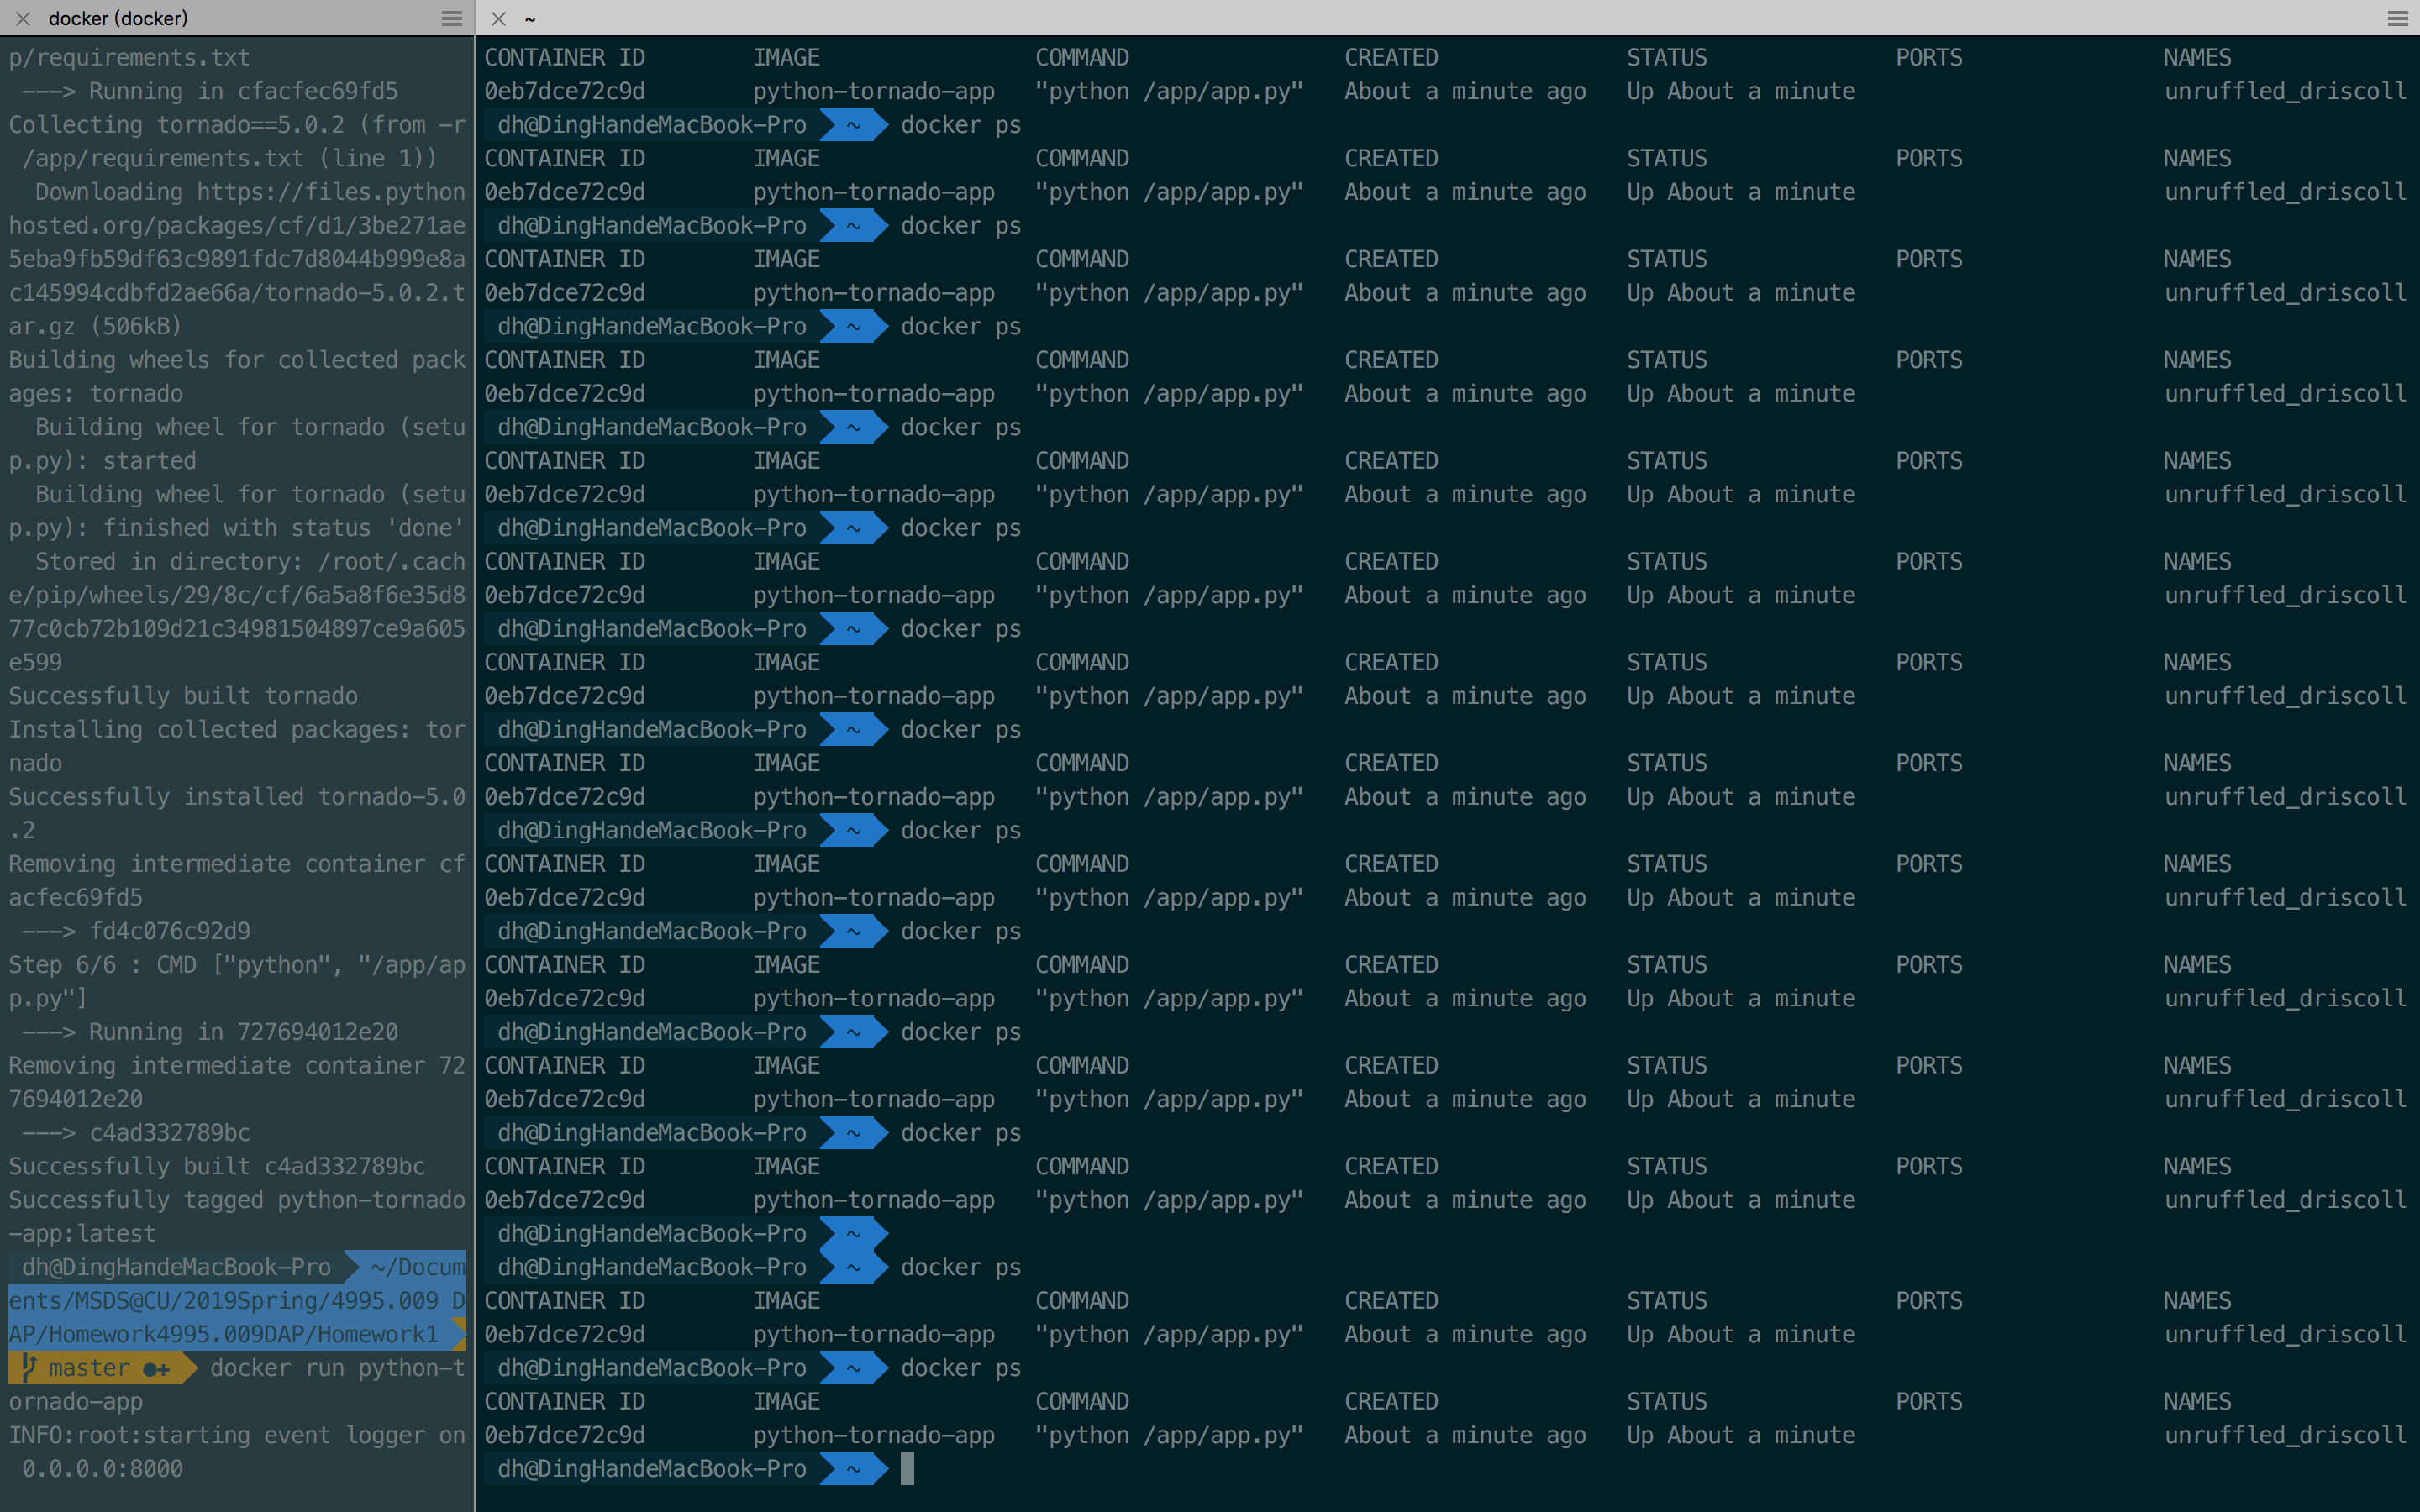 docker (docker)
p/requirements.txt
 ---> Running in cfacfec69fd5
Collecting tornado==5.0.2 (from -r
 /app/requirements.txt (line 1))
  Downloading https://files.python
hosted.org/packages/cf/d1/3be271ae
5eba9fb59df63c9891fdc7d8044b999e8a
c145994cdbfd2ae66a/tornado-5.0.2.t
ar.gz (506kB)
Building wheels for collected pack
ages: tornado
  Building wheel for tornado (setu
p.py): started
  Building wheel for tornado (setu
p.py): finished with status 'done'
  Stored in directory: /root/.cach
e/pip/wheels/29/8c/cf/6a5a8f6e35d8
77c0cb72b109d21c34981504897ce9a605
e599
Successfully built tornado
Installing collected packages: tor
nado
Successfully installed tornado-5.0
.2
Removing intermediate container cf
acfec69fd5
 ---> fd4c076c92d9
Step 6/6 : CMD ["python", "/app/ap
p.py"]
 ---> Running in 727694012e20
Removing intermediate container 72
7694012e20
 ---> c4ad332789bc
Successfully built c4ad332789bc
Successfully tagged python-tornado
-app:latest
dh@DingHandeMacBook-Pro ~/Docum
ents/MSDS@CU/2019Spring/4995.009 D
AP/Homework4995.009DAP/Homework1
master ●+ docker run python-t
ornado-app
INFO:root:starting event logger on
 0.0.0.0:8000
~
CONTAINER ID IMAGE COMMAND CREATED STATUS PORTS NAMES
0eb7dce72c9d python-tornado-app "python /app/app.py" About a minute ago Up About a minute unruffled_driscoll
dh@DingHandeMacBook-Pro ~ docker ps
CONTAINER ID IMAGE COMMAND CREATED STATUS PORTS NAMES
0eb7dce72c9d python-tornado-app "python /app/app.py" About a minute ago Up About a minute unruffled_driscoll
dh@DingHandeMacBook-Pro ~ docker ps
CONTAINER ID IMAGE COMMAND CREATED STATUS PORTS NAMES
0eb7dce72c9d python-tornado-app "python /app/app.py" About a minute ago Up About a minute unruffled_driscoll
dh@DingHandeMacBook-Pro ~ docker ps
CONTAINER ID IMAGE COMMAND CREATED STATUS PORTS NAMES
0eb7dce72c9d python-tornado-app "python /app/app.py" About a minute ago Up About a minute unruffled_driscoll
dh@DingHandeMacBook-Pro ~ docker ps
CONTAINER ID IMAGE COMMAND CREATED STATUS PORTS NAMES
0eb7dce72c9d python-tornado-app "python /app/app.py" About a minute ago Up About a minute unruffled_driscoll
dh@DingHandeMacBook-Pro ~ docker ps
CONTAINER ID IMAGE COMMAND CREATED STATUS PORTS NAMES
0eb7dce72c9d python-tornado-app "python /app/app.py" About a minute ago Up About a minute unruffled_driscoll
dh@DingHandeMacBook-Pro ~ docker ps
CONTAINER ID IMAGE COMMAND CREATED STATUS PORTS NAMES
0eb7dce72c9d python-tornado-app "python /app/app.py" About a minute ago Up About a minute unruffled_driscoll
dh@DingHandeMacBook-Pro ~ docker ps
CONTAINER ID IMAGE COMMAND CREATED STATUS PORTS NAMES
0eb7dce72c9d python-tornado-app "python /app/app.py" About a minute ago Up About a minute unruffled_driscoll
dh@DingHandeMacBook-Pro ~ docker ps
CONTAINER ID IMAGE COMMAND CREATED STATUS PORTS NAMES
0eb7dce72c9d python-tornado-app "python /app/app.py" About a minute ago Up About a minute unruffled_driscoll
dh@DingHandeMacBook-Pro ~ docker ps
CONTAINER ID IMAGE COMMAND CREATED STATUS PORTS NAMES
0eb7dce72c9d python-tornado-app "python /app/app.py" About a minute ago Up About a minute unruffled_driscoll
dh@DingHandeMacBook-Pro ~ docker ps
CONTAINER ID IMAGE COMMAND CREATED STATUS PORTS NAMES
0eb7dce72c9d python-tornado-app "python /app/app.py" About a minute ago Up About a minute unruffled_driscoll
dh@DingHandeMacBook-Pro ~ docker ps
CONTAINER ID IMAGE COMMAND CREATED STATUS PORTS NAMES
0eb7dce72c9d python-tornado-app "python /app/app.py" About a minute ago Up About a minute unruffled_driscoll
dh@DingHandeMacBook-Pro ~
dh@DingHandeMacBook-Pro ~ docker ps
CONTAINER ID IMAGE COMMAND CREATED STATUS PORTS NAMES
0eb7dce72c9d python-tornado-app "python /app/app.py" About a minute ago Up About a minute unruffled_driscoll
dh@DingHandeMacBook-Pro ~ docker ps
CONTAINER ID IMAGE COMMAND CREATED STATUS PORTS NAMES
0eb7dce72c9d python-tornado-app "python /app/app.py" About a minute ago Up About a minute unruffled_driscoll
dh@DingHandeMacBook-Pro ~